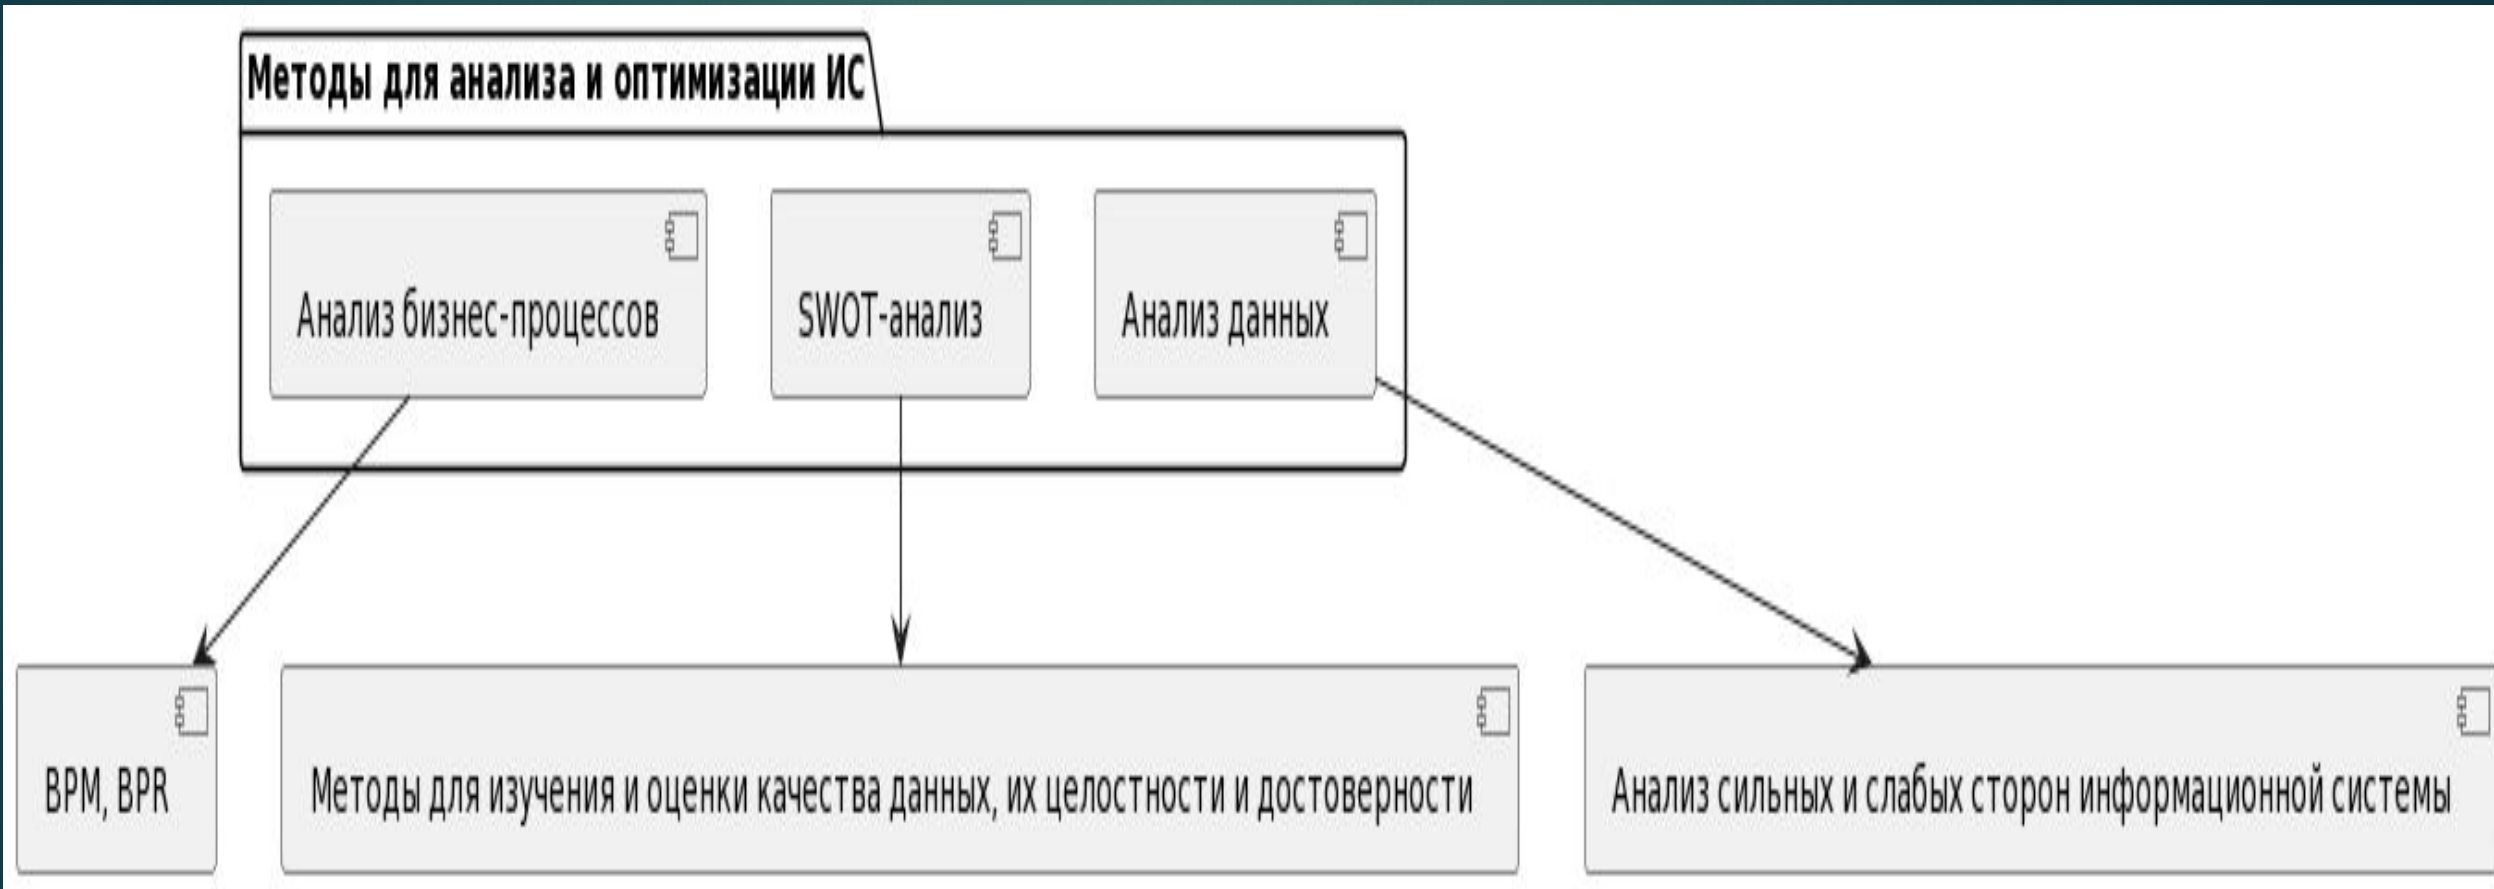 Методы для анализа и оптимизации ИС
Анализ бизнес-процессов
SWOT-анализ
Анализ данных
BPM, BPR
Методы для изучения и оценки качества данных, их целостности и достоверности
Анализ сильных и слабых сторон информационной системы